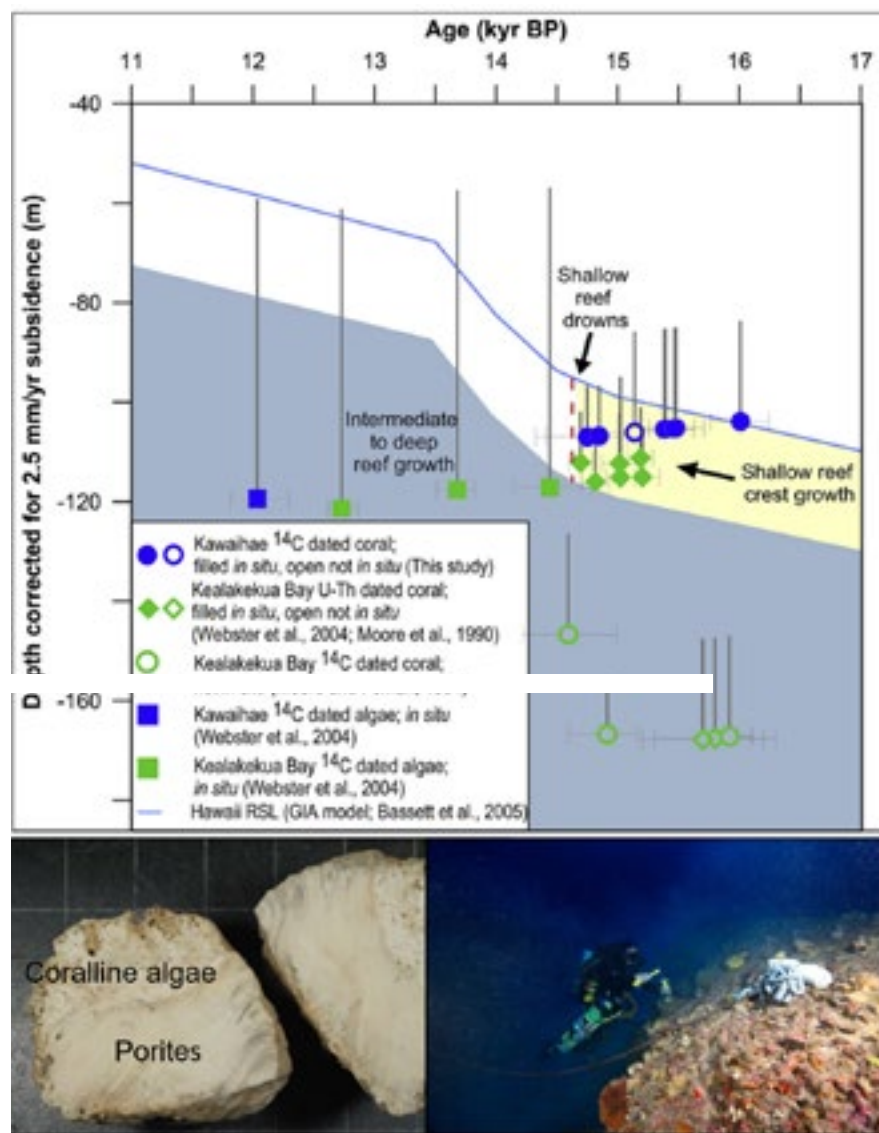 Age (kyr BP)
11 12 13 14 15 16 17
-40
-80
-120
-160
pth corrected for 2.5 mm/yr subsidence (m)
Shallow
reef
drowns
Intermediate
to deep
reef growth
Shallow reef
crest growth
Kawaihae 14C dated coral;
filled in situ, open not in situ (This study)
Kealakekua Bay U-Th dated coral;
filled in situ, open not in situ
(Webster et al., 2004; Moore et al., 1990)
Kealakekua Bay 14C dated coral;
Kawaihae 14C dated algae; in situ
(Webster et al., 2004)
Kealakekua Bay 14C dated algae;
in situ (Webster et al., 2004)
Hawaii RSL (GIA model; Bassett et al., 2005)
Coralline algae
Porites